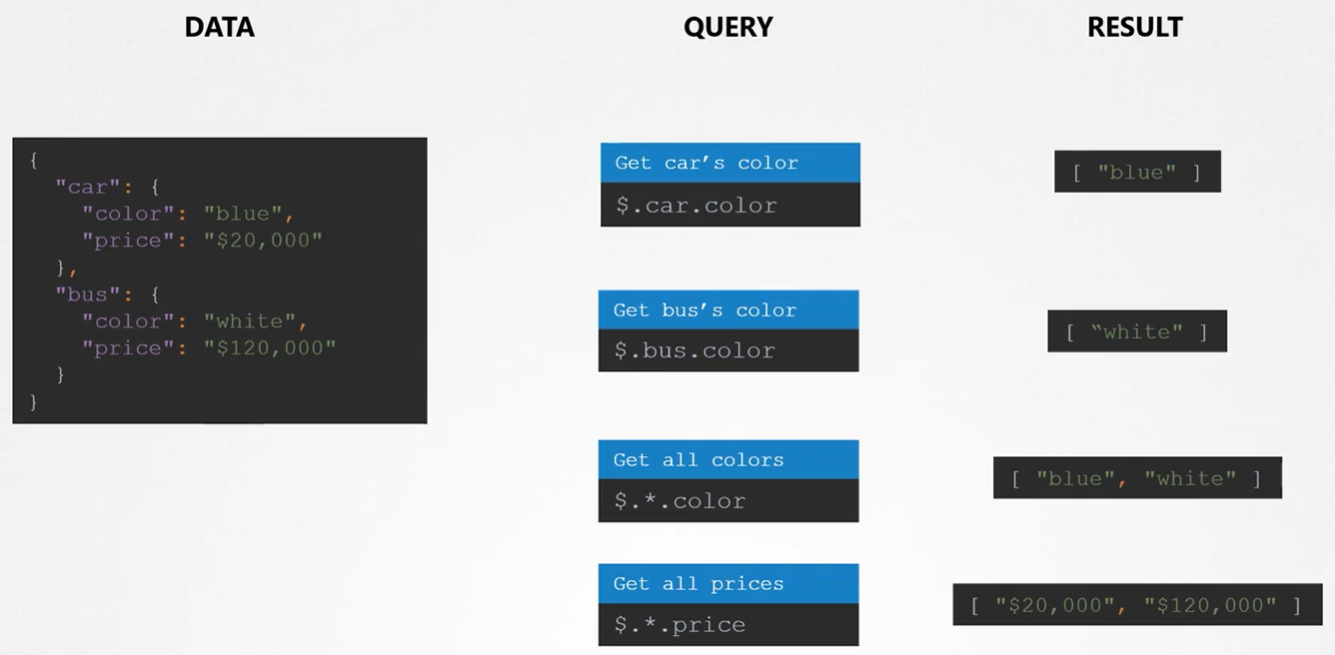 DATA
QUERY
RESULT
{
"car": {
"color": "blue",
"price": "$20,000"
},
"bus": {
"color": "white",
"price": "$120,000"
}
}
Get car's color
$.car.color
[ "blue" ]
Get bus's color
$.bus.color
[ “white" ]
Get all colors
$.*.color
[ "blue", "white" ]
Get all prices
$.*.price
[ "$20,000", "$120,000" ]